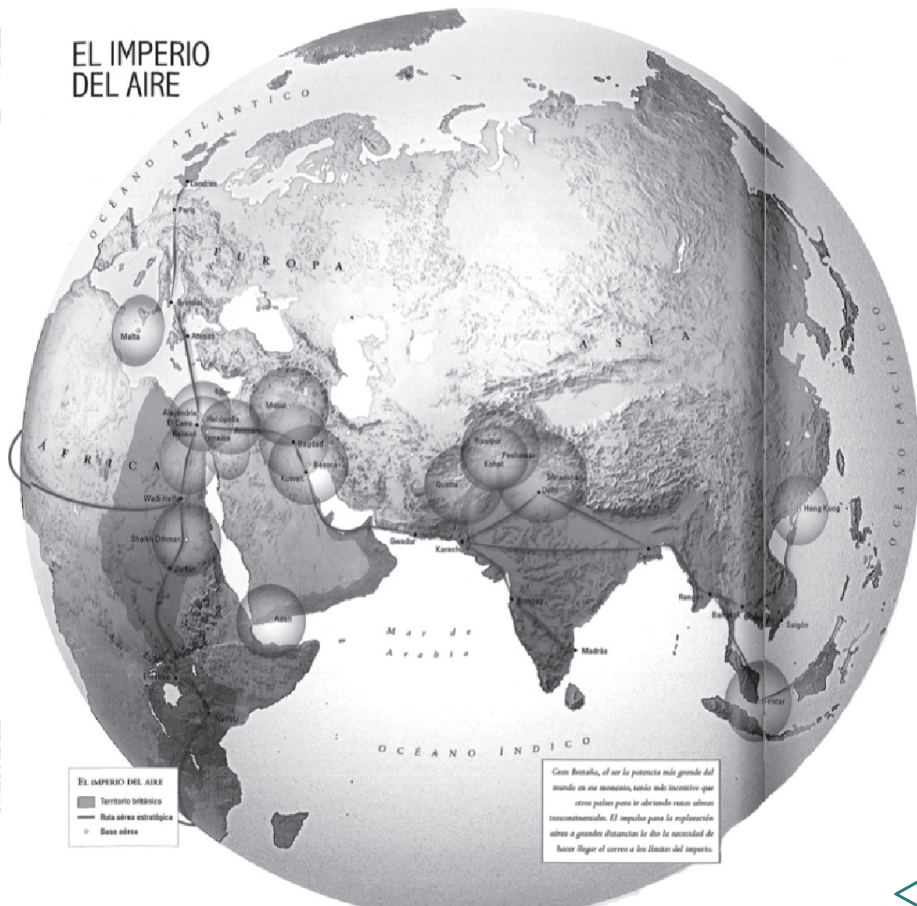 EL IMPERIO
DEL AIRE
OCÉANO ATLÁNTICO
Londres
París
EUROPA
Brindisi
Atenas
Malta
ASIA
OCÉANO PACÍFICO
Mosul
Alejandría
Heliópolis
El Cairo
Bagdad
Basora
Kuwait
ÁFRICA
Peshawar
Kohat
Quetta
Delhi
Wadi Halfa
Hong Kong
Shaikh Othman
Gwadar
Karachi
Calcuta
Adén
Bombay
Saigón
Mar de
Arabia
Madrás
OCÉANO ÍNDICO
EL IMPERIO DEL AIRE
Territorio británico
Ruta aérea estratégica
Base aérea
Gran Bretaña, al ser la potencia más grande del
mundo en ese momento, tenía más incentivo que
otros países para ir abriendo rutas aéreas
transcontinentales. El impulso para la exploración
aérea a grandes distancias lo dio la necesidad de
hacer llegar el correo a los límites del imperio.